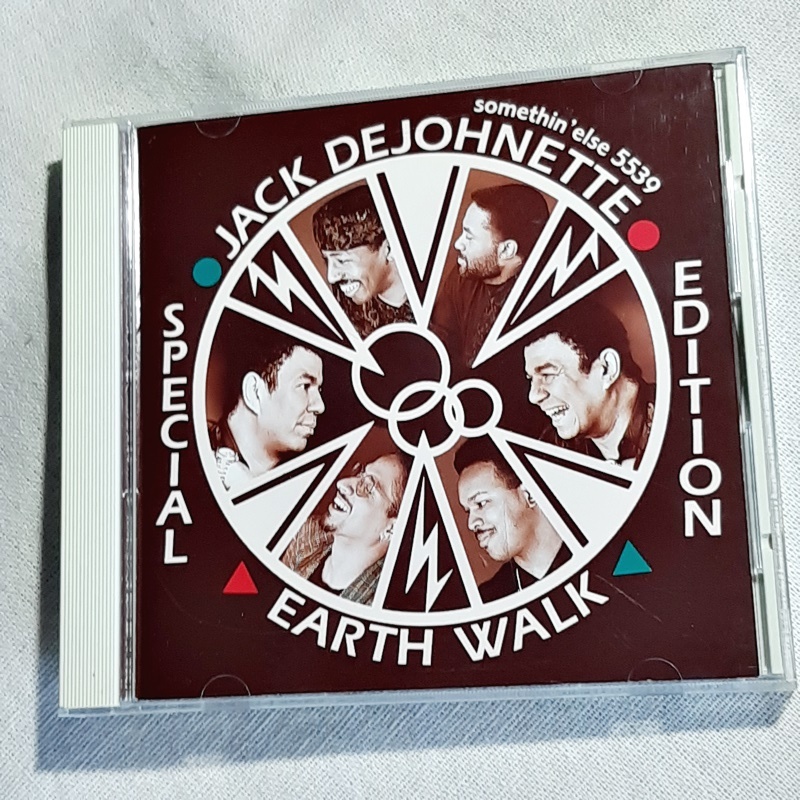 somethin'else 5539
JACK DEJOHNETTE
SPECIAL
EDITION
EARTH WALK